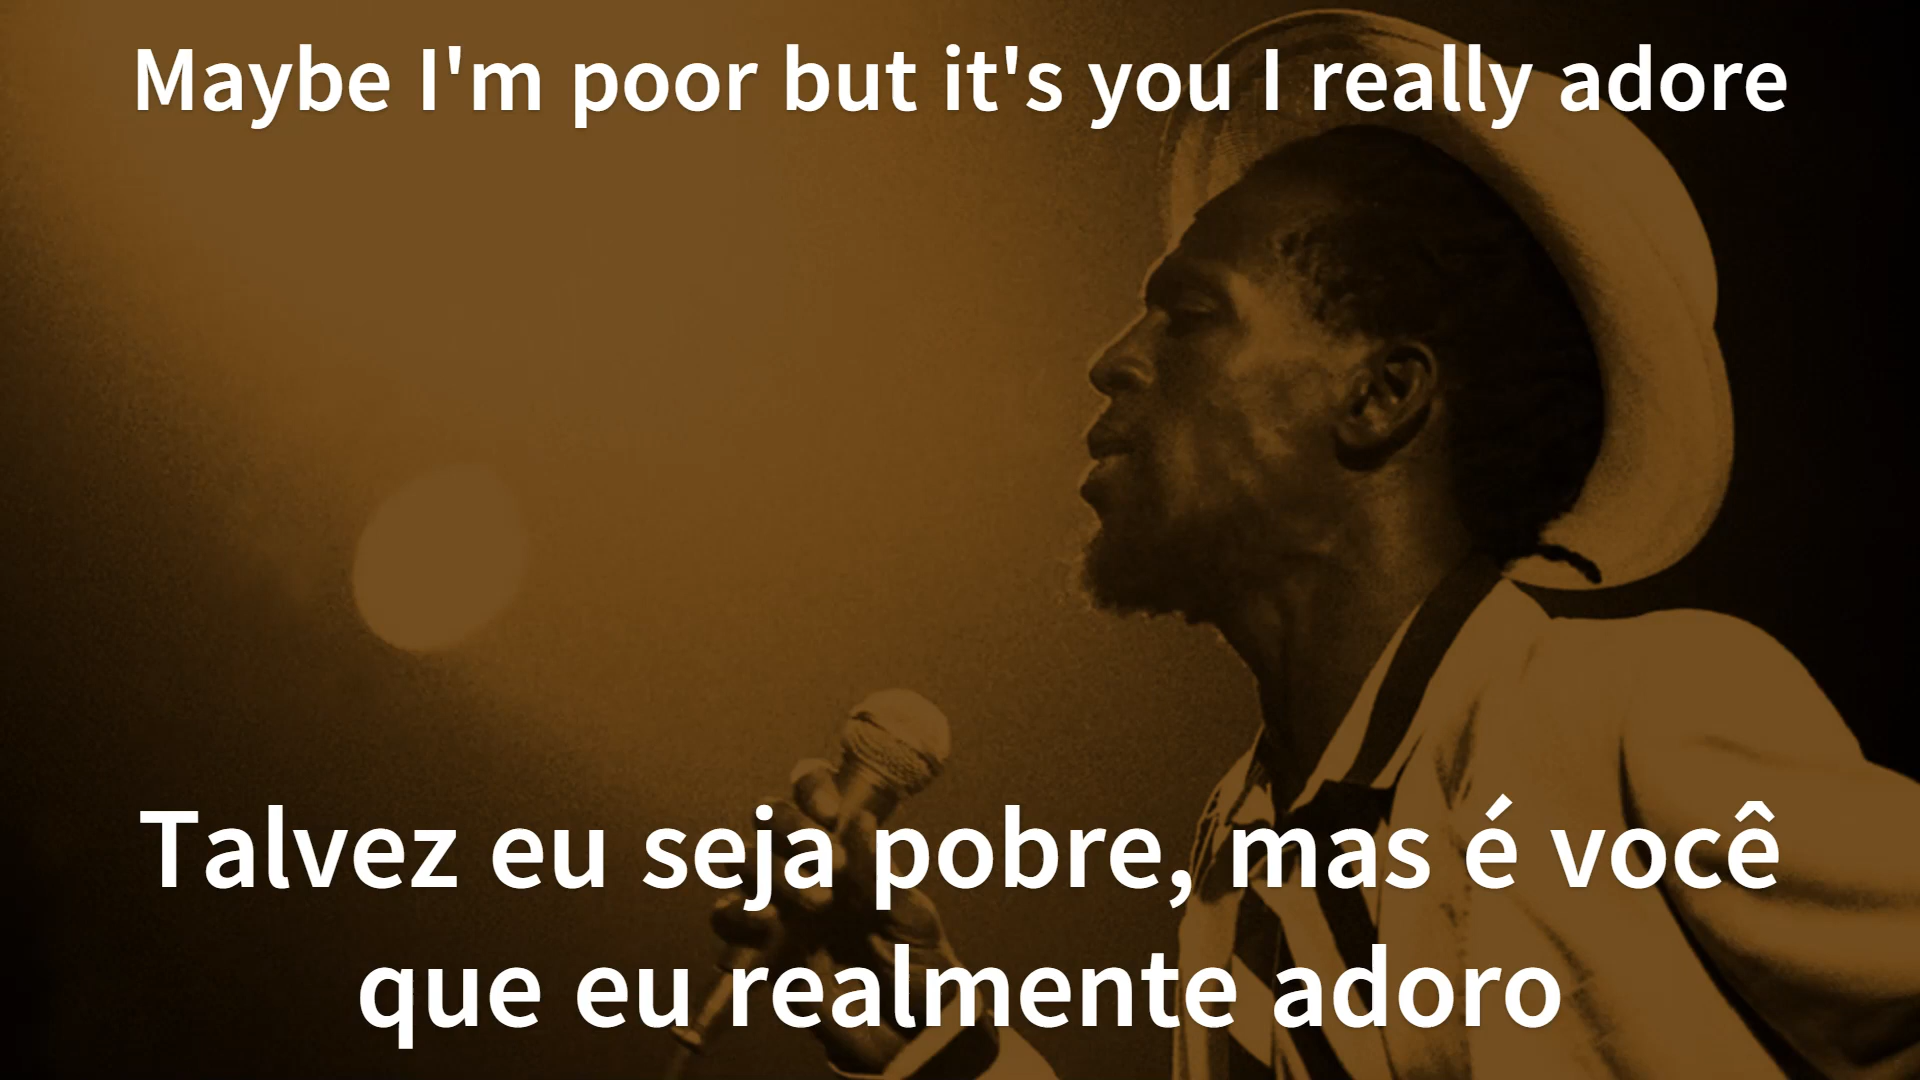 Maybe I'm poor but it's you I really adore
Talvez eu seja pobre, mas é você
que eu realmente adoro